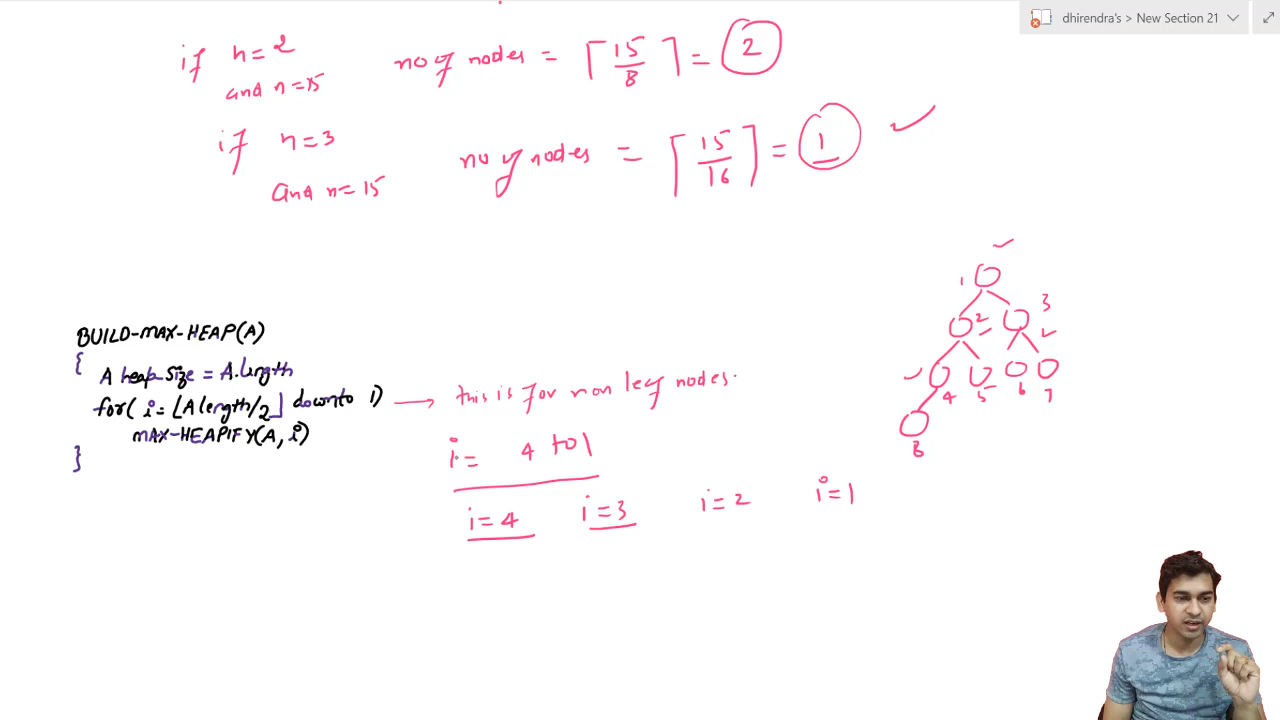 dhirendra's > New Section 21
if h=2 no of nodes = ⌈15/8⌉ = 2
and n=15
if h=3
no of nodes = ⌈15/16⌉ = 1 ✓
and n=15
BUILD-MAX-HEAP(A)
{
A heap size = A.length
for( i= ⌊A length/2⌋ downto 1) → this is for non leaf nodes.
MAX-HEAPIFY(A, i)
}
i= 4 to 1
i=4 i=3 i=2 i=1
1
2 3
4 5 6 7
8